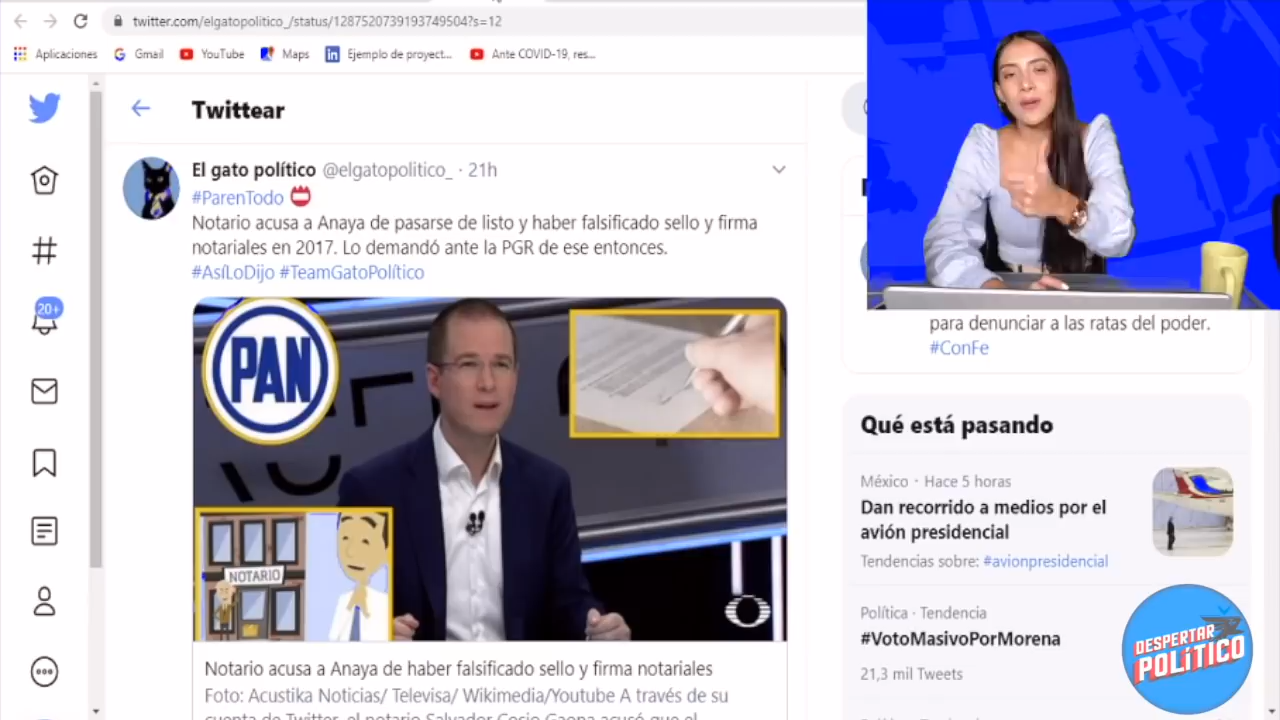 twitter.com/elgatopolitico_/status/1287520739193749504?s=12
Aplicaciones
Gmail
YouTube
Maps
Ejemplo de proyect...
Ante COVID-19, res...
Twittear
El gato político @elgatopolitico_ · 21h
#ParenTodo
Notario acusa a Anaya de pasarse de listo y haber falsificado sello y firma
notariales en 2017. Lo demandó ante la PGR de ese entonces.
#AsíLoDijo #TeamGatoPolítico
PAN
NOTARIO
Notario acusa a Anaya de haber falsificado sello y firma notariales
Foto: Acustika Noticias/ Televisa/ Wikimedia/Youtube A través de su
cuenta de Twitter, el notario Salvador Cosio Gaona acusó que el
20+
para denunciar a las ratas del poder.
#ConFe
Qué está pasando
México · Hace 5 horas
Dan recorrido a medios por el
avión presidencial
Tendencias sobre: #avionpresidencial
Política · Tendencia
#VotoMasivoPorMorena
21,3 mil Tweets
DESPERTAR
POLÍTICO